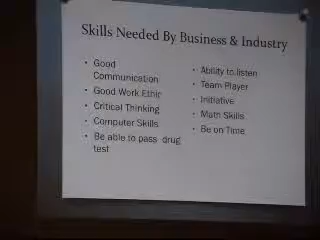 Skills Needed By Business & Industry
• Good
Communication
• Good Work Ethic
• Critical Thinking
• Computer Skills
• Be able to pass drug
test
• Ability to listen
• Team Player
• Initiative
• Math Skills
• Be on Time